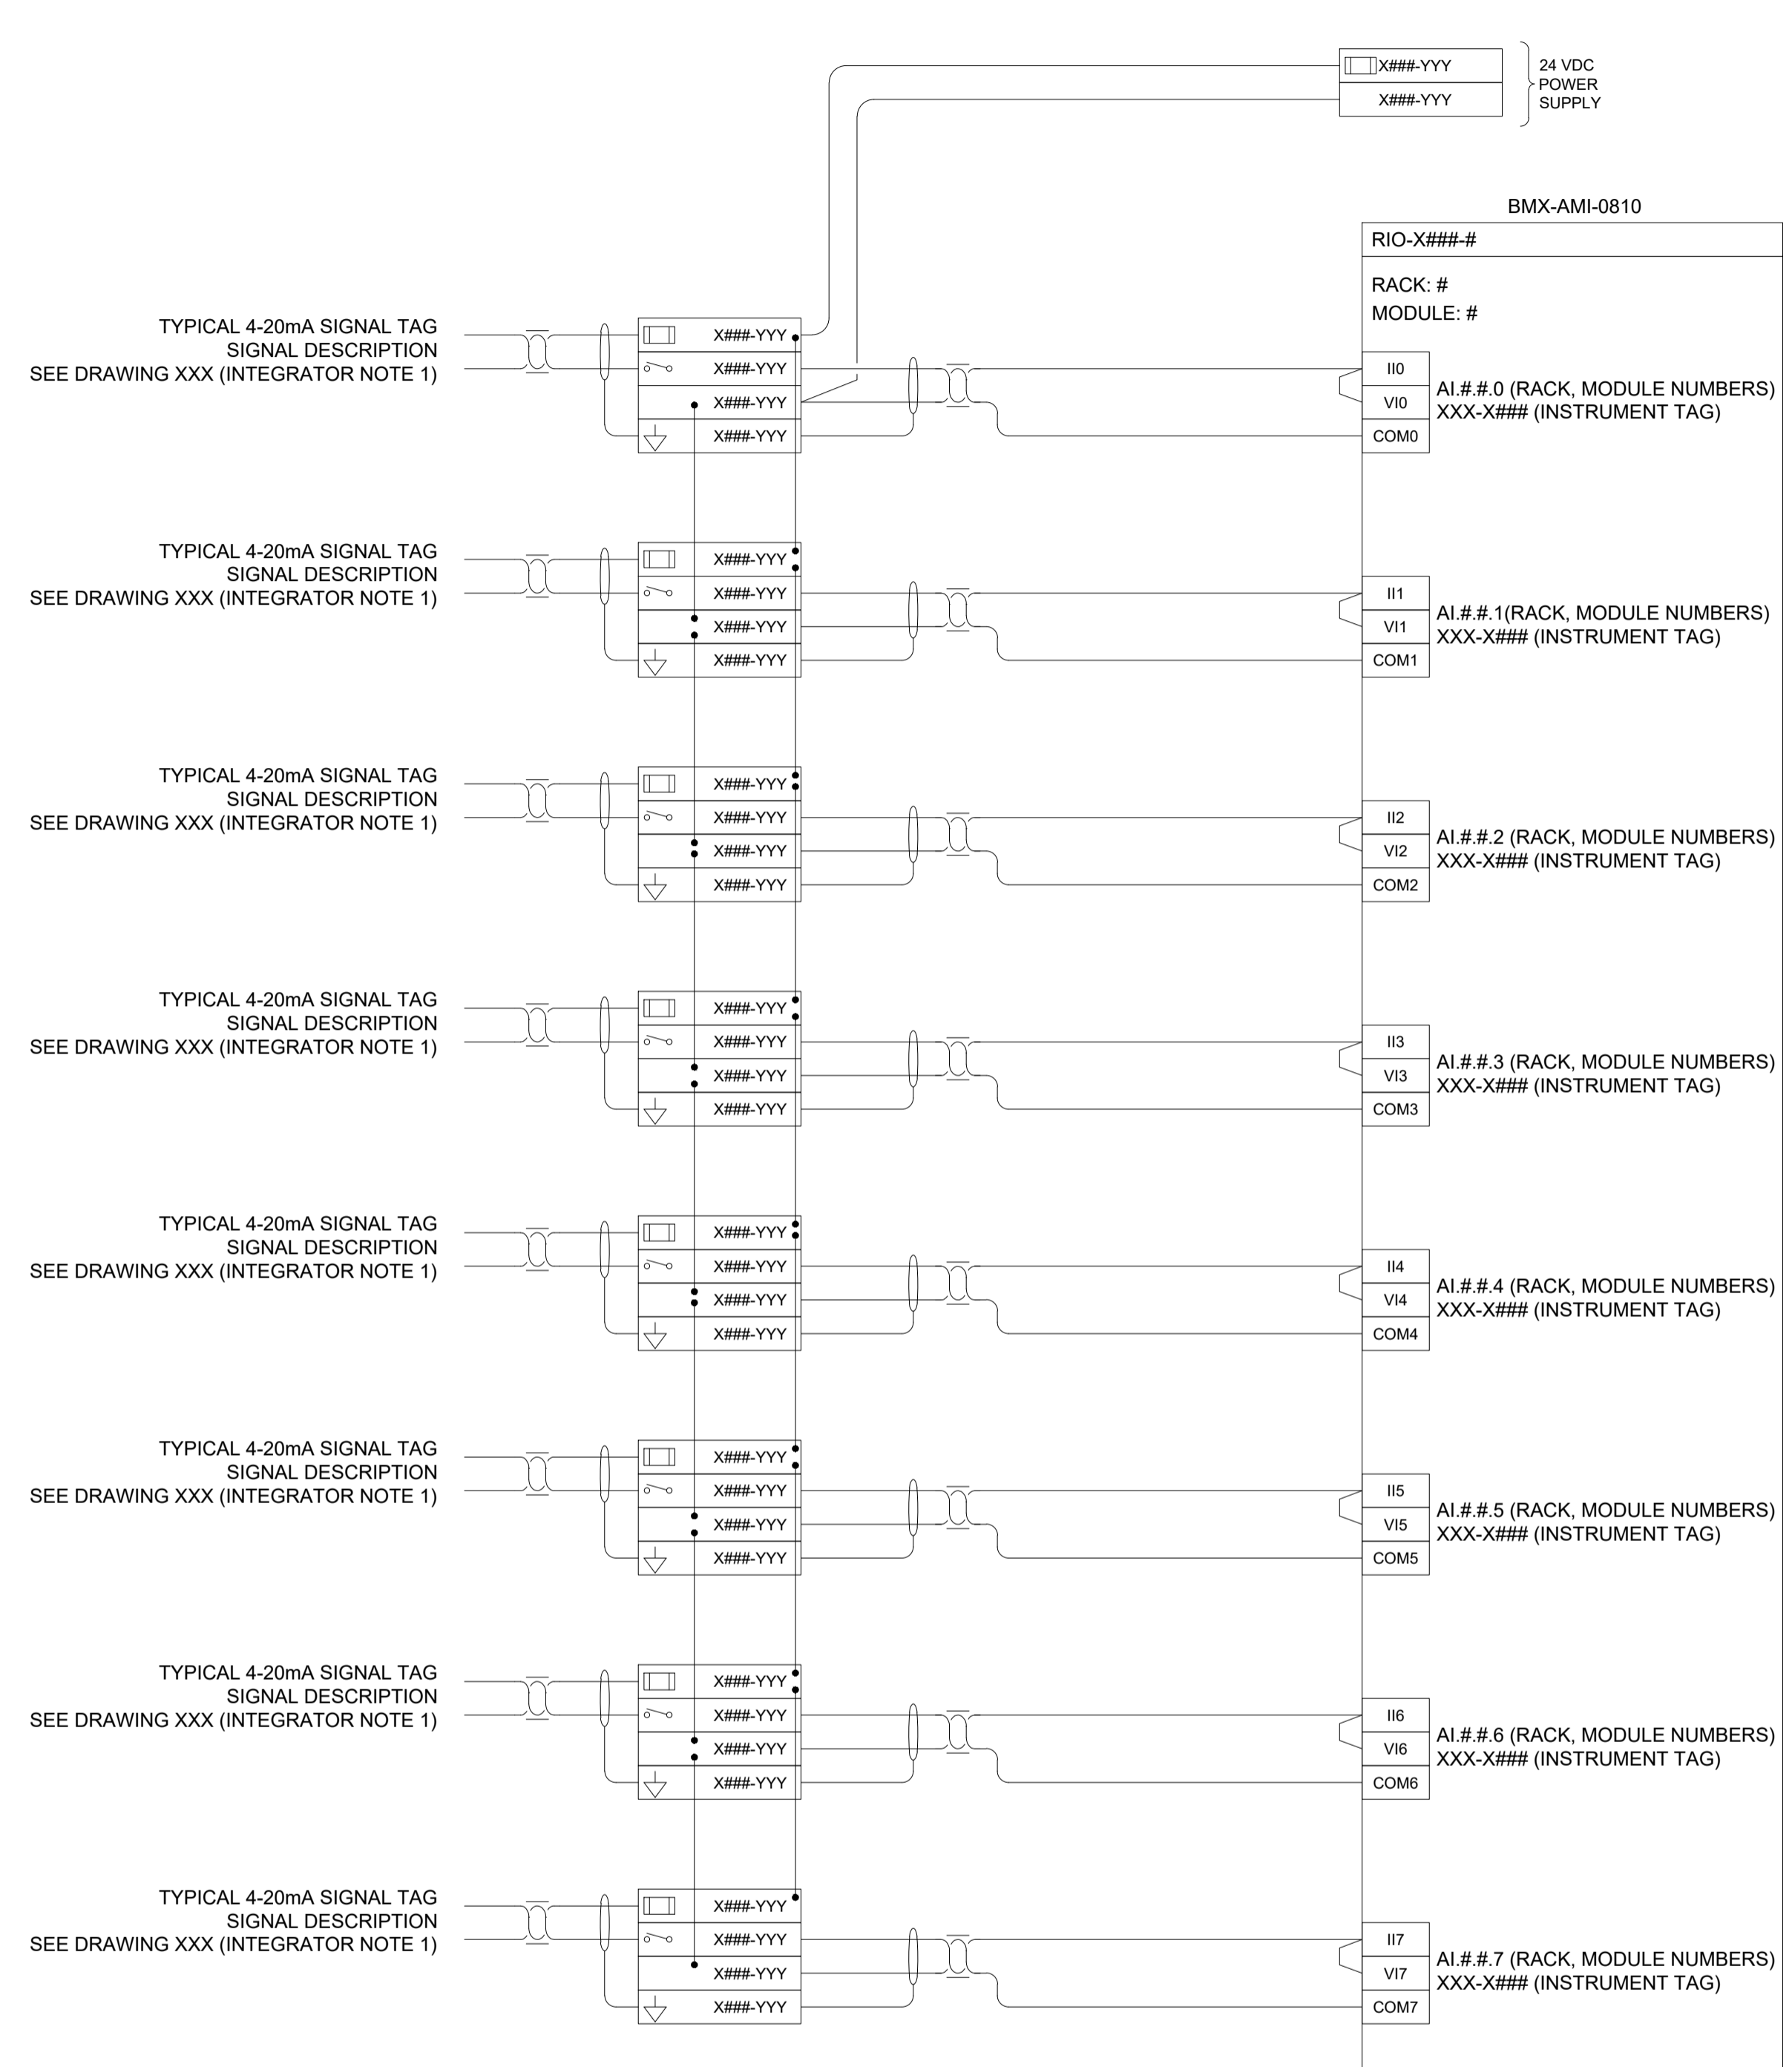 X###-YYY
X###-YYY
24 VDC
POWER
SUPPLY
BMX-AMI-0810
RIO-X###-#
RACK: #
MODULE: #
TYPICAL 4-20mA SIGNAL TAG
SIGNAL DESCRIPTION
SEE DRAWING XXX (INTEGRATOR NOTE 1)
X###-YYY
X###-YYY
X###-YYY
X###-YYY
II0
VI0
COM0
AI.#.#.0 (RACK, MODULE NUMBERS)
XXX-X### (INSTRUMENT TAG)
TYPICAL 4-20mA SIGNAL TAG
SIGNAL DESCRIPTION
SEE DRAWING XXX (INTEGRATOR NOTE 1)
X###-YYY
X###-YYY
X###-YYY
X###-YYY
II1
VI1
COM1
AI.#.#.1(RACK, MODULE NUMBERS)
XXX-X### (INSTRUMENT TAG)
TYPICAL 4-20mA SIGNAL TAG
SIGNAL DESCRIPTION
SEE DRAWING XXX (INTEGRATOR NOTE 1)
X###-YYY
X###-YYY
X###-YYY
X###-YYY
II2
VI2
COM2
AI.#.#.2 (RACK, MODULE NUMBERS)
XXX-X### (INSTRUMENT TAG)
TYPICAL 4-20mA SIGNAL TAG
SIGNAL DESCRIPTION
SEE DRAWING XXX (INTEGRATOR NOTE 1)
X###-YYY
X###-YYY
X###-YYY
X###-YYY
II3
VI3
COM3
AI.#.#.3 (RACK, MODULE NUMBERS)
XXX-X### (INSTRUMENT TAG)
TYPICAL 4-20mA SIGNAL TAG
SIGNAL DESCRIPTION
SEE DRAWING XXX (INTEGRATOR NOTE 1)
X###-YYY
X###-YYY
X###-YYY
X###-YYY
II4
VI4
COM4
AI.#.#.4 (RACK, MODULE NUMBERS)
XXX-X### (INSTRUMENT TAG)
TYPICAL 4-20mA SIGNAL TAG
SIGNAL DESCRIPTION
SEE DRAWING XXX (INTEGRATOR NOTE 1)
X###-YYY
X###-YYY
X###-YYY
X###-YYY
II5
VI5
COM5
AI.#.#.5 (RACK, MODULE NUMBERS)
XXX-X### (INSTRUMENT TAG)
TYPICAL 4-20mA SIGNAL TAG
SIGNAL DESCRIPTION
SEE DRAWING XXX (INTEGRATOR NOTE 1)
X###-YYY
X###-YYY
X###-YYY
X###-YYY
II6
VI6
COM6
AI.#.#.6 (RACK, MODULE NUMBERS)
XXX-X### (INSTRUMENT TAG)
TYPICAL 4-20mA SIGNAL TAG
SIGNAL DESCRIPTION
SEE DRAWING XXX (INTEGRATOR NOTE 1)
X###-YYY
X###-YYY
X###-YYY
X###-YYY
II7
VI7
COM7
AI.#.#.7 (RACK, MODULE NUMBERS)
XXX-X### (INSTRUMENT TAG)